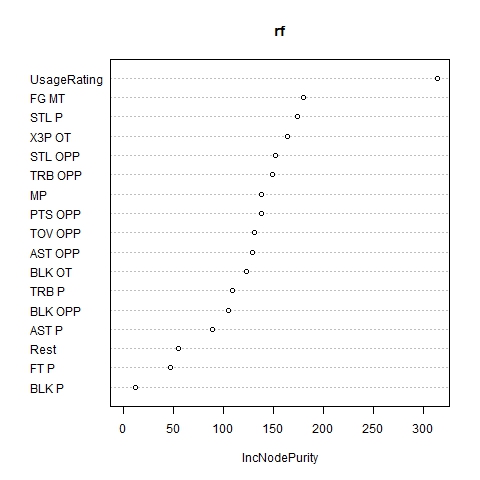 rf
UsageRating
FG MT
STL P
X3P OT
STL OPP
TRB OPP
MP
PTS OPP
TOV OPP
AST OPP
BLK OT
TRB P
BLK OPP
AST P
Rest
FT P
BLK P
0 50 100 150 200 250 300
IncNodePurity